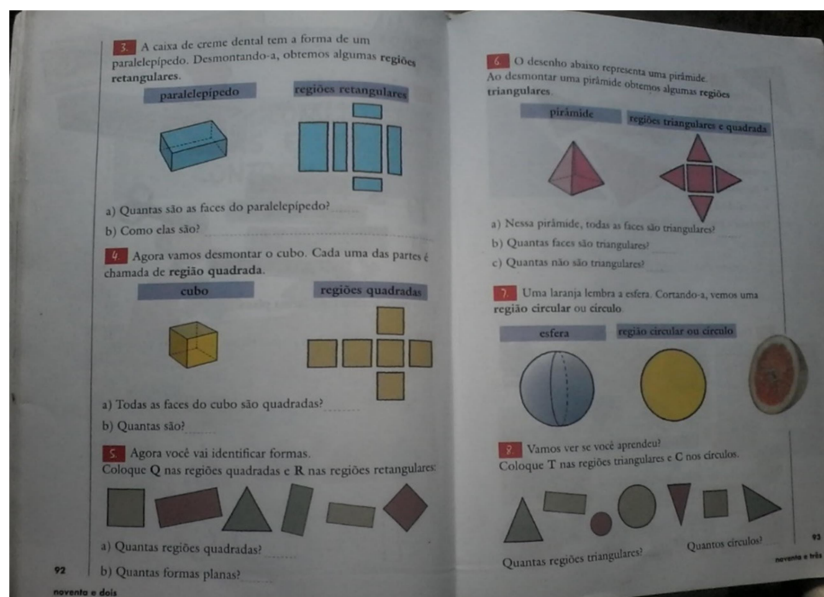 3. A caixa de creme dental tem a forma de um
paralelepípedo. Desmontando-a, obtemos algumas regiões
retangulares.
paralelepípedo regiões retangulares
a) Quantas são as faces do paralelepípedo?
b) Como elas são?
4. Agora vamos desmontar o cubo. Cada uma das partes é
chamada de região quadrada.
cubo regiões quadradas
a) Todas as faces do cubo são quadradas?
b) Quantas são?
5. Agora você vai identificar formas.
Coloque Q nas regiões quadradas e R nas regiões retangulares:
a) Quantas regiões quadradas?
b) Quantas formas planas?
92
noventa e dois
6. O desenho abaixo representa uma pirâmide.
Ao desmontar uma pirâmide obtemos algumas regiões
triangulares.
pirâmide regiões triangulares e quadrada
a) Nessa pirâmide, todas as faces são triangulares?
b) Quantas faces são triangulares?
c) Quantas não são triangulares?
7. Uma laranja lembra a esfera. Cortando-a, vemos uma
região circular ou círculo.
esfera região circular ou círculo
8. Vamos ver se você aprendeu!
Coloque T nas regiões triangulares e C nos círculos.
Quantas regiões triangulares? Quantos círculos?
93
noventa e três